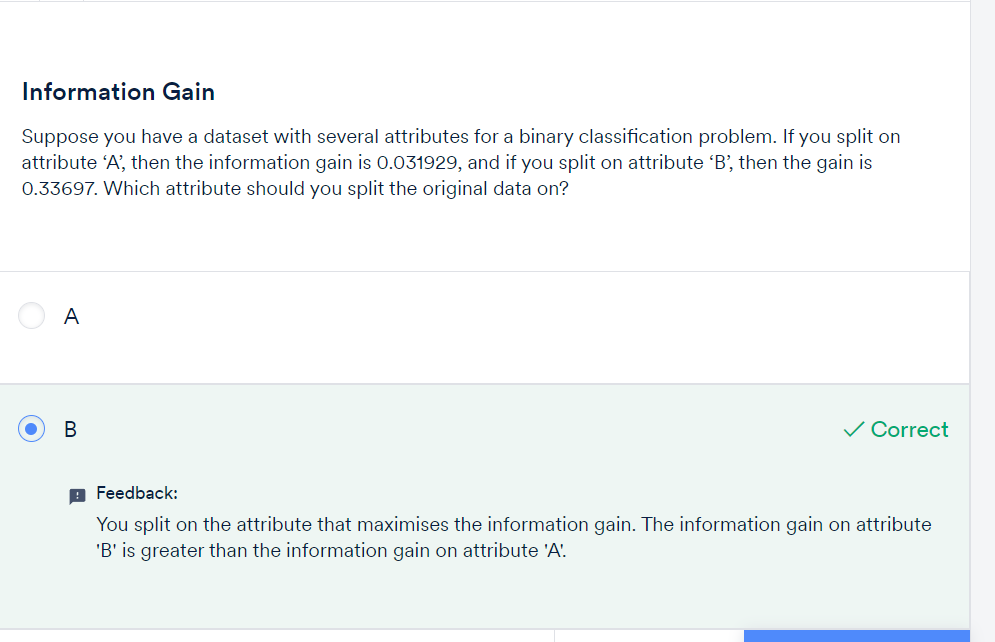 Information Gain
Suppose you have a dataset with several attributes for a binary classification problem. If you split on
attribute ‘A’, then the information gain is 0.031929, and if you split on attribute ‘B’, then the gain is
0.33697. Which attribute should you split the original data on?
A
B
Correct
Feedback:
You split on the attribute that maximises the information gain. The information gain on attribute
'B' is greater than the information gain on attribute 'A'.